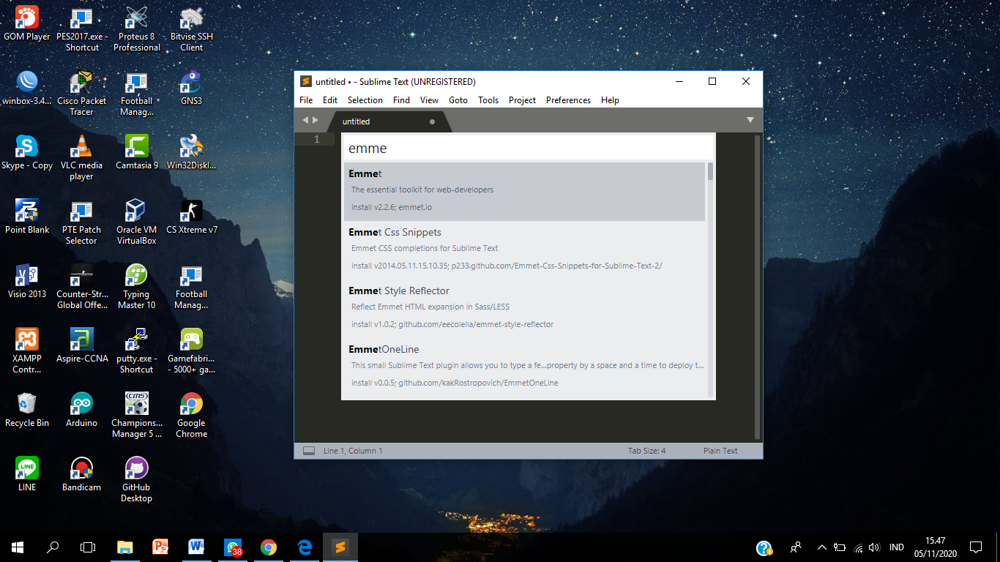 GOM Player
PES2017.exe -
Shortcut
Proteus 8
Professional
Bitvise SSH
Client
winbox-3.4...
Cisco Packet
Tracer
Football
Manag...
GNS3
Skype - Copy
VLC media
player
Camtasia 9
Win32DiskI...
Point Blank
PTE Patch
Selector
Oracle VM
VirtualBox
CS Xtreme v7
Visio 2013
Counter-Str...
Global Offe...
Typing
Master 10
Football
Manag...
XAMPP
Contr...
Aspire-CCNA
putty.exe -
Shortcut
Gamefabri...
- 5000+ ga...
Recycle Bin
Arduino
CMS
Champions...
Manager 5 ...
Google
Chrome
LINE
LINE
Bandicam
GitHub
Desktop
untitled • - Sublime Text (UNREGISTERED)
File Edit Selection Find View Goto Tools Project Preferences Help
untitled
1
emme
Emmet
The essential toolkit for web-developers
install v2.2.6; emmet.io
Emmet Css Snippets
Emmet CSS completions for Sublime Text
install v2014.05.11.15.10.35; p233.github.com/Emmet-Css-Snippets-for-Sublime-Text-2/
Emmet Style Reflector
Reflect Emmet HTML expansion in Sass/LESS
install v1.0.2; github.com/eecolella/emmet-style-reflector
EmmetOneLine
This small Sublime Text plugin allows you to type a fe...property by a space and a time to deploy t...
install v0.0.5; github.com/kakRostropovich/EmmetOneLine
Line 1, Column 1
Tab Size: 4
Plain Text
38
IND
15.47
05/11/2020